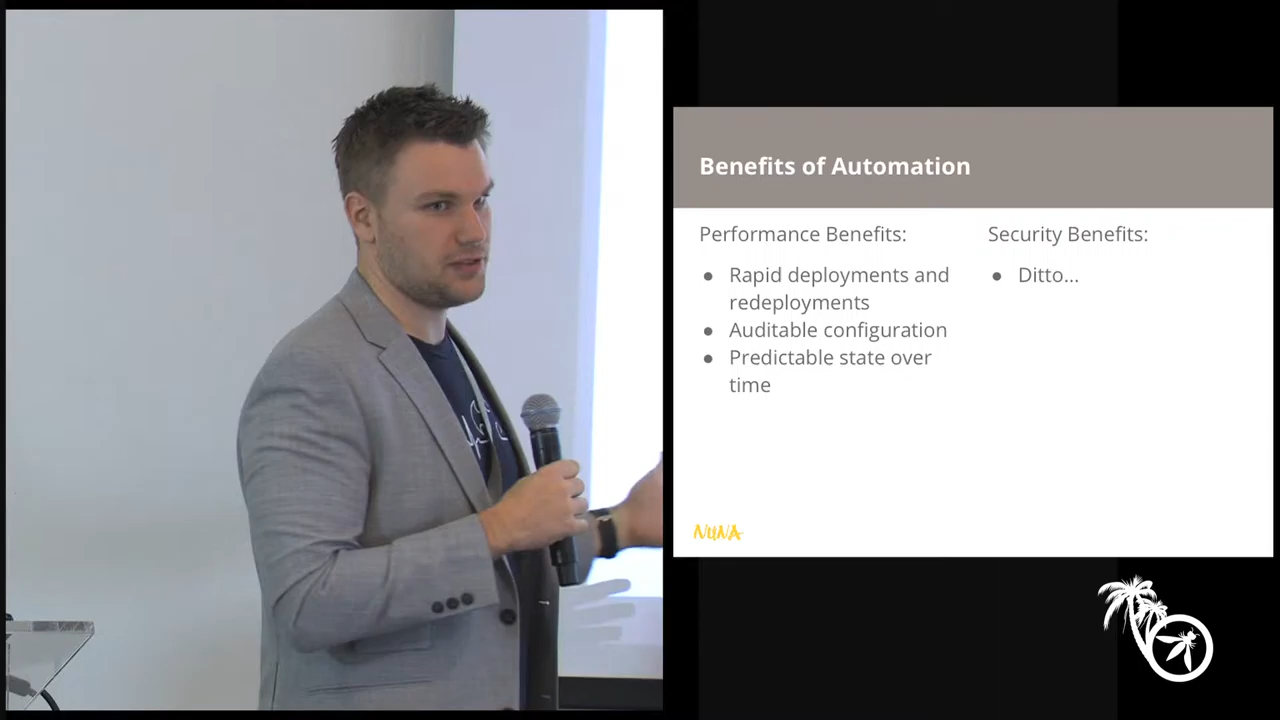 Benefits of Automation
Performance Benefits:
● Rapid deployments and
redeployments
● Auditable configuration
● Predictable state over
time
Security Benefits:
● Ditto...
NUNA